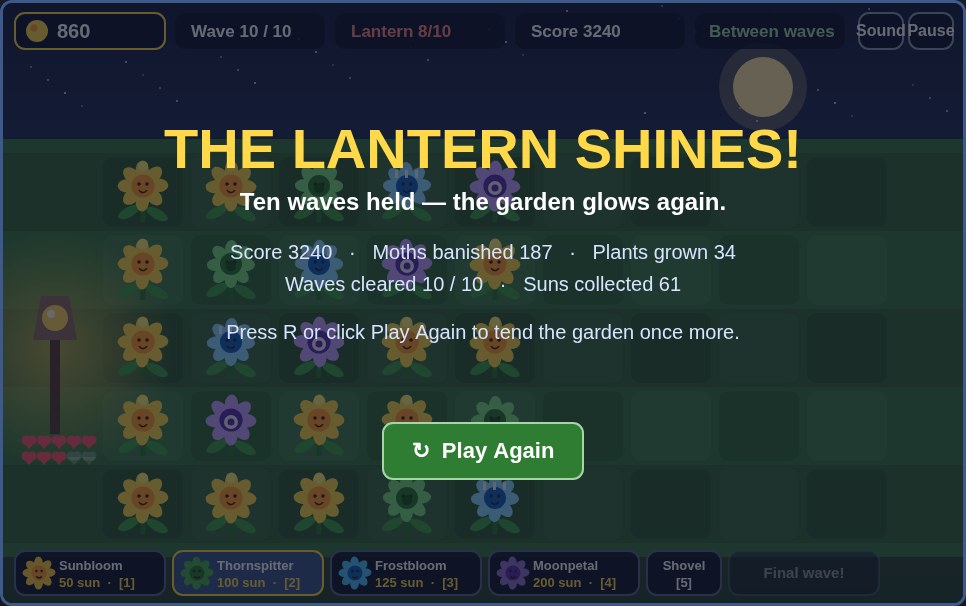 860
Wave 10 / 10
Lantern 8/10
Score 3240
Between waves
Sound
Pause
THE LANTERN SHINES!
Ten waves held — the garden glows again.
Score 3240 · Moths banished 187 · Plants grown 34
Waves cleared 10 / 10 · Suns collected 61
Press R or click Play Again to tend the garden once more.
↻ Play Again
Sunbloom
50 sun · [1]
Thornspitter
100 sun · [2]
Frostbloom
125 sun · [3]
Moonpetal
200 sun · [4]
Shovel
[5]
Final wave!